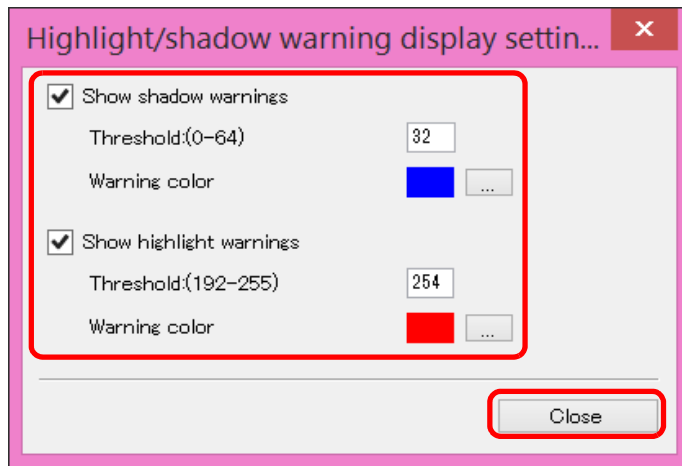 Highlight/shadow warning display settin...
Show shadow warnings
Threshold:(0-64) 32
Warning color ...
Show highlight warnings
Threshold:(192-255) 254
Warning color ...
Close